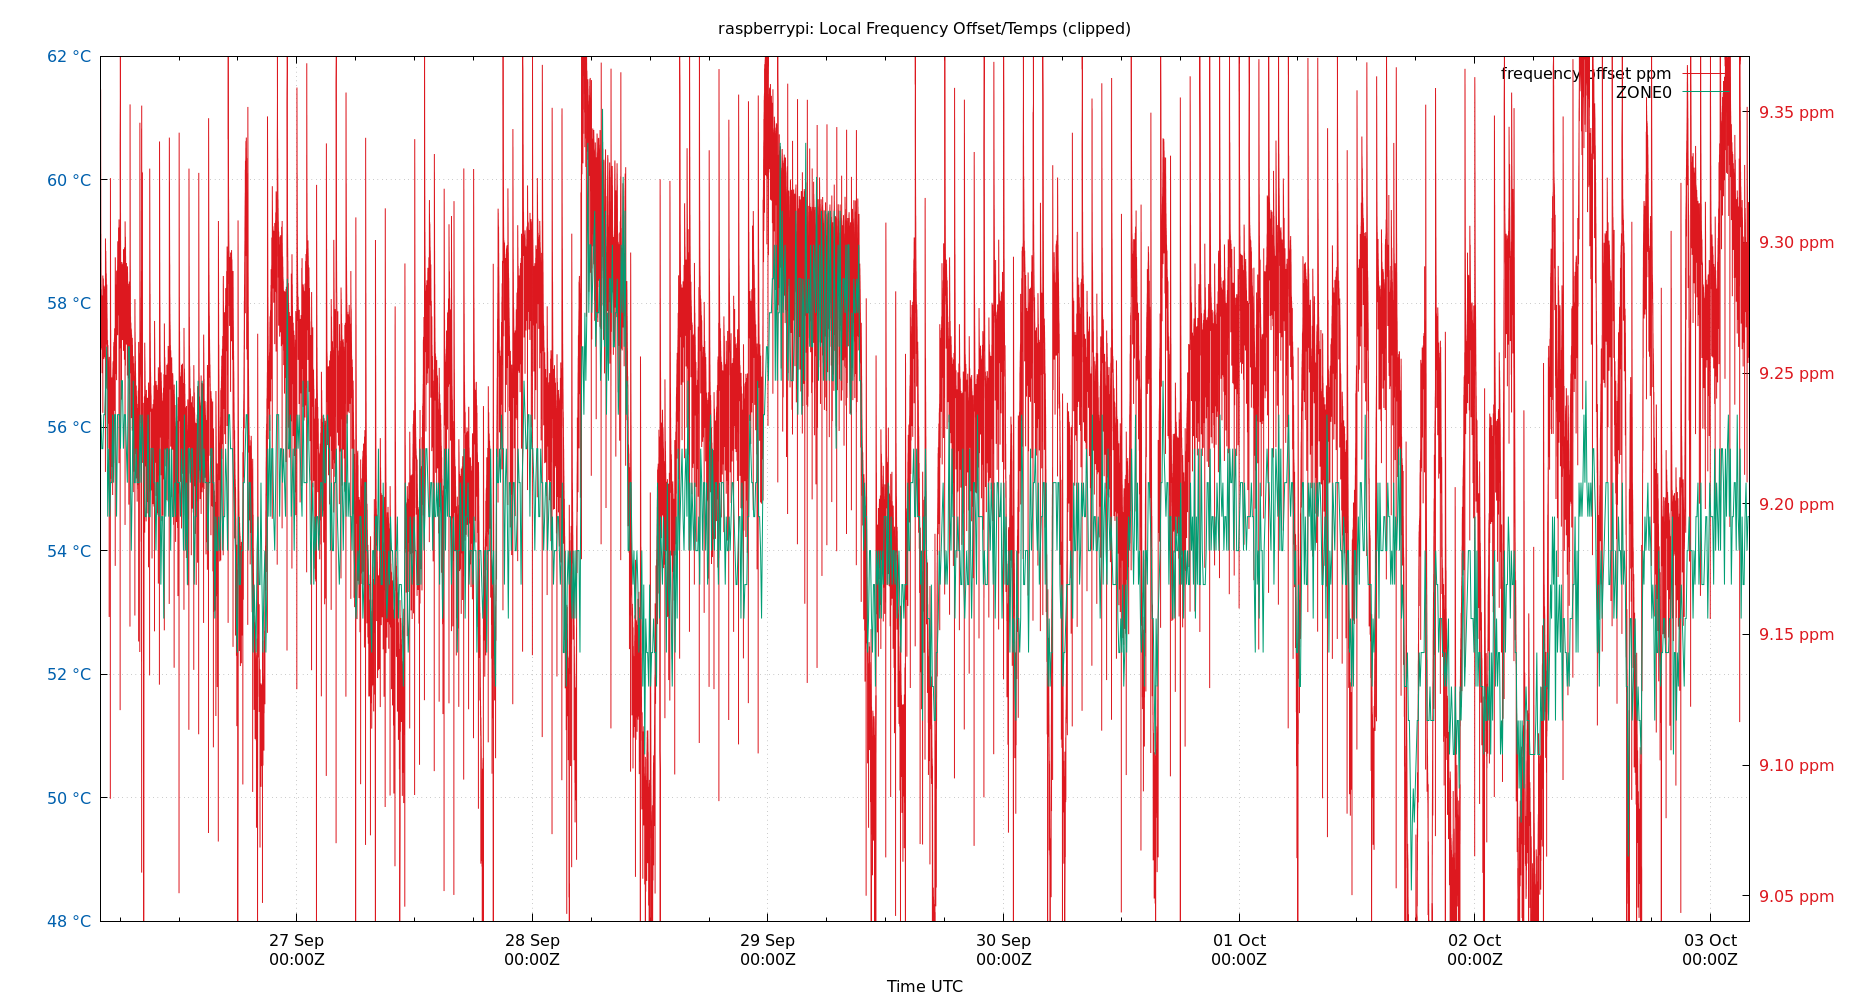 raspberrypi: Local Frequency Offset/Temps (clipped)
62 °C
60 °C
58 °C
56 °C
54 °C
52 °C
50 °C
48 °C
frequency offset ppm
ZONE0
9.35 ppm
9.30 ppm
9.25 ppm
9.20 ppm
9.15 ppm
9.10 ppm
9.05 ppm
27 Sep
00:00Z
28 Sep
00:00Z
29 Sep
00:00Z
30 Sep
00:00Z
01 Oct
00:00Z
02 Oct
00:00Z
03 Oct
00:00Z
Time UTC